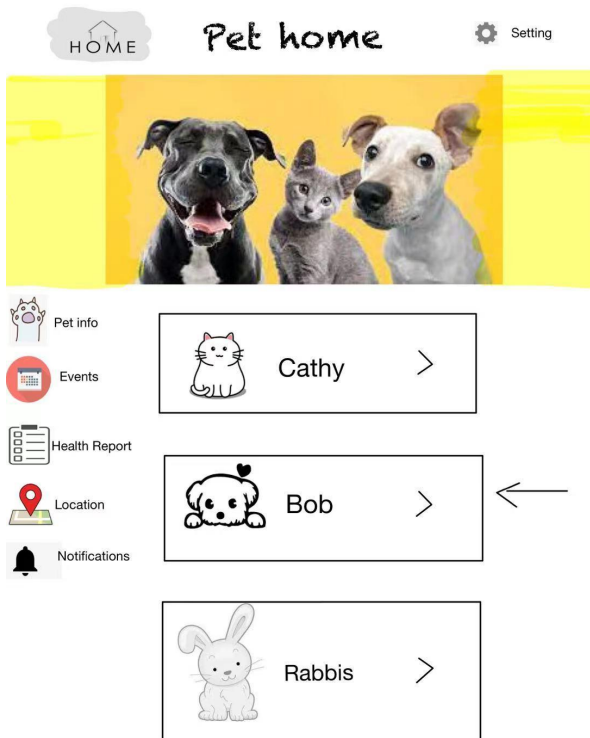 HOME
Pet home
Setting
Pet info
Events
Health Report
Location
Notifications
Cathy
Bob
Rabbis